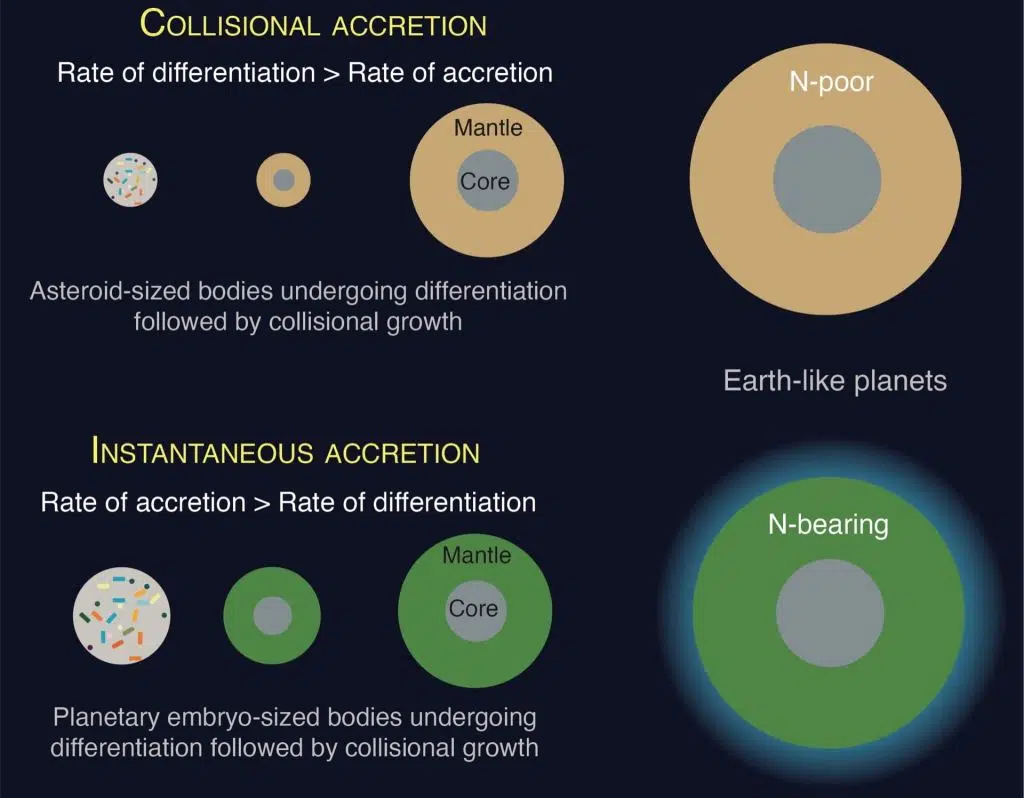 COLLISIONAL ACCRETION
Rate of differentiation > Rate of accretion
Mantle
Core
N-poor
Asteroid-sized bodies undergoing differentiation
followed by collisional growth
Earth-like planets
INSTANTANEOUS ACCRETION
Rate of accretion > Rate of differentiation
Mantle
Core
N-bearing
Planetary embryo-sized bodies undergoing
differentiation followed by collisional growth